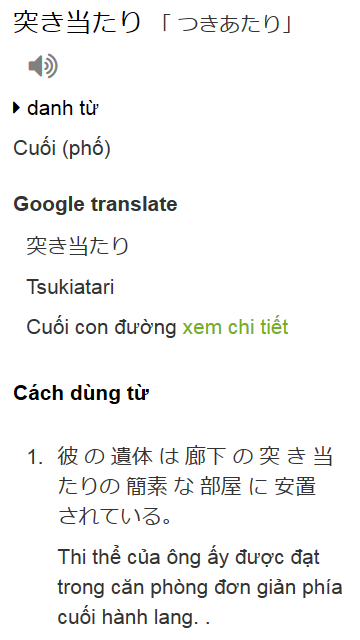 突き当たり 「 つきあたり」
danh từ
Cuối (phố)
Google translate
突き当たり
Tsukiatari
Cuối con đường xem chi tiết
Cách dùng từ
1. 彼 の 遺体 は 廊下 の 突 き 当
たりの 簡素 な 部屋 に 安置
されている。
Thi thể của ông ấy được đạt
trong căn phòng đơn giản phía
cuối hành lang. .